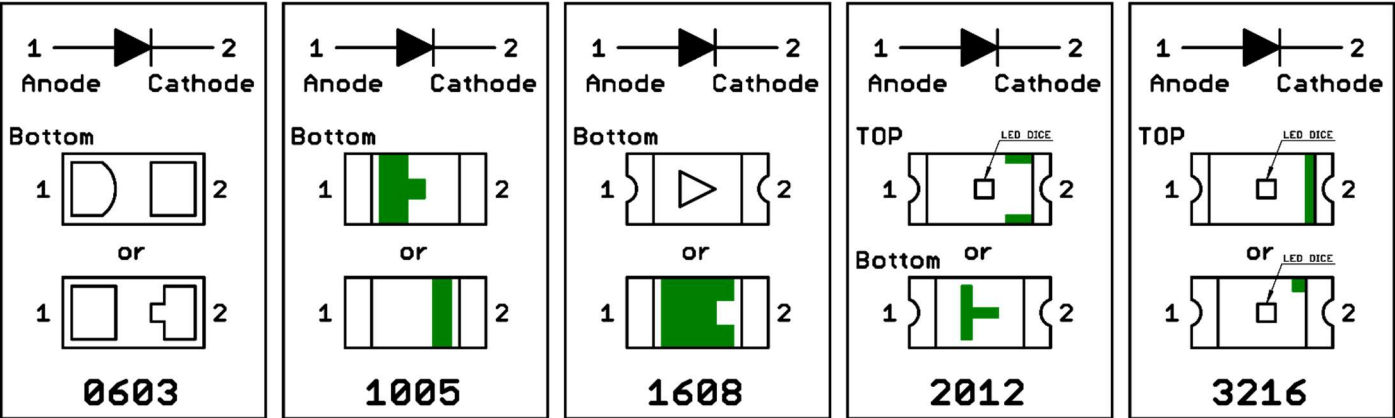 1 2
Anode Cathode
Bottom
1 2
or
1 2
0603
1 2
Anode Cathode
Bottom
1 2
or
1 2
1005
1 2
Anode Cathode
Bottom
1 2
or
1 2
1608
1 2
Anode Cathode
TOP
LED DICE
1 2
or
Bottom
1 2
2012
1 2
Anode Cathode
TOP
LED DICE
1 2
or
LED DICE
1 2
3216